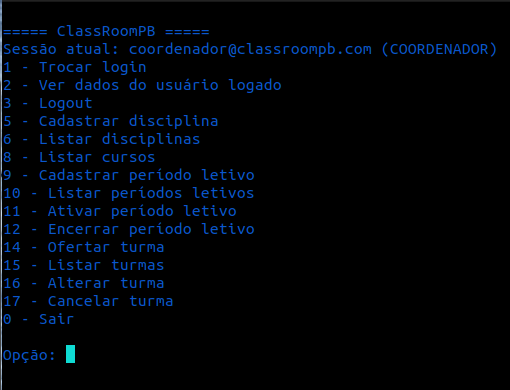 ===== ClassRoomPB =====
Sessão atual: coordenador@classroompb.com (COORDENADOR)
1 - Trocar login
2 - Ver dados do usuário logado
3 - Logout
5 - Cadastrar disciplina
6 - Listar disciplinas
8 - Listar cursos
9 - Cadastrar período letivo
10 - Listar períodos letivos
11 - Ativar período letivo
12 - Encerrar período letivo
14 - Ofertar turma
15 - Listar turmas
16 - Alterar turma
17 - Cancelar turma
0 - Sair
Opção: